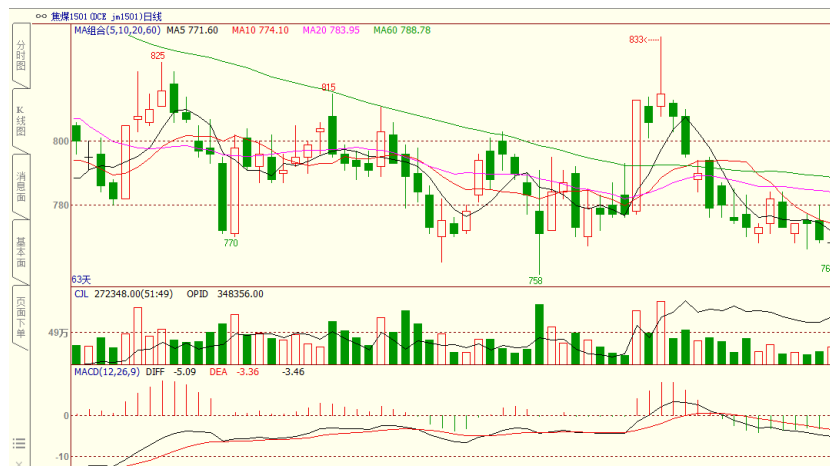 焦煤1501(DCE jm1501)日线
MA组合(5,10,20,60) MA5 771.60 MA10 774.10 MA20 783.95 MA60 788.78
分时图
K线图
消息面
基本面
页面下单
825
815
833
800
780
770
758
63天
CJL 272348.00(51:49) OPID 348356.00
49万
MACD(12,26,9) DIFF -5.09 DEA -3.36 -3.46
0
-10